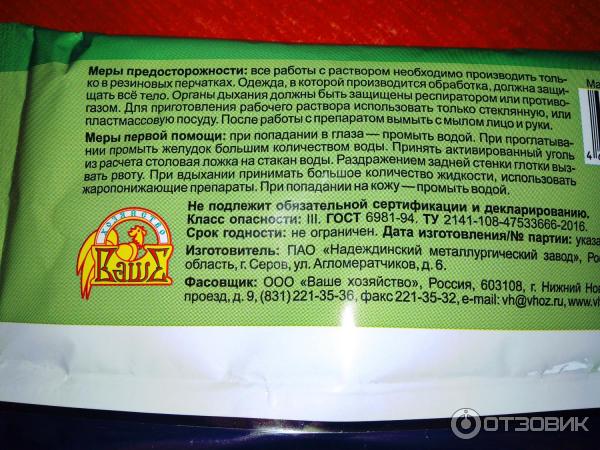 Меры предосторожности: все работы с раствором необходимо производить толь-
ко в резиновых перчатках. Одежда, в которой производится обработка, должна защи-
щать всё тело. Органы дыхания должны быть защищены респиратором или противо-
газом. Для приготовления рабочего раствора использовать только стеклянную, или
пластмассовую посуду. После работы с препаратом вымыть с мылом лицо и руки.
Меры первой помощи: при попадании в глаза — промыть водой. При проглатыва-
нии промыть желудок большим количеством воды. Принять активированный уголь
из расчета столовая ложка на стакан воды. Раздражением задней стенки глотки выз-
вать рвоту. При вдыхании принимать большое количество жидкости, использовать
жаропонижающие препараты. При попадании на кожу — промыть водой.
Не подлежит обязательной сертификации и декларированию.
Класс опасности: III. ГОСТ 6981-94. ТУ 2141-108-47533666-2016.
Срок годности: не ограничен. Дата изготовления/№ партии: указа
Изготовитель: ПАО «Надеждинский металлургический завод», Ро
область, г. Серов, ул. Агломератчиков, д. 6.
Фасовщик: ООО «Ваше хозяйство», Россия, 603108, г. Нижний Нов
проезд, д. 9, (831) 221-35-36, факс 221-35-32, e-mail: vh@vhoz.ru, www.vh
ХОЗЯЙСТВО
ВАШЕ
Ма
4
ОТЗОВИК